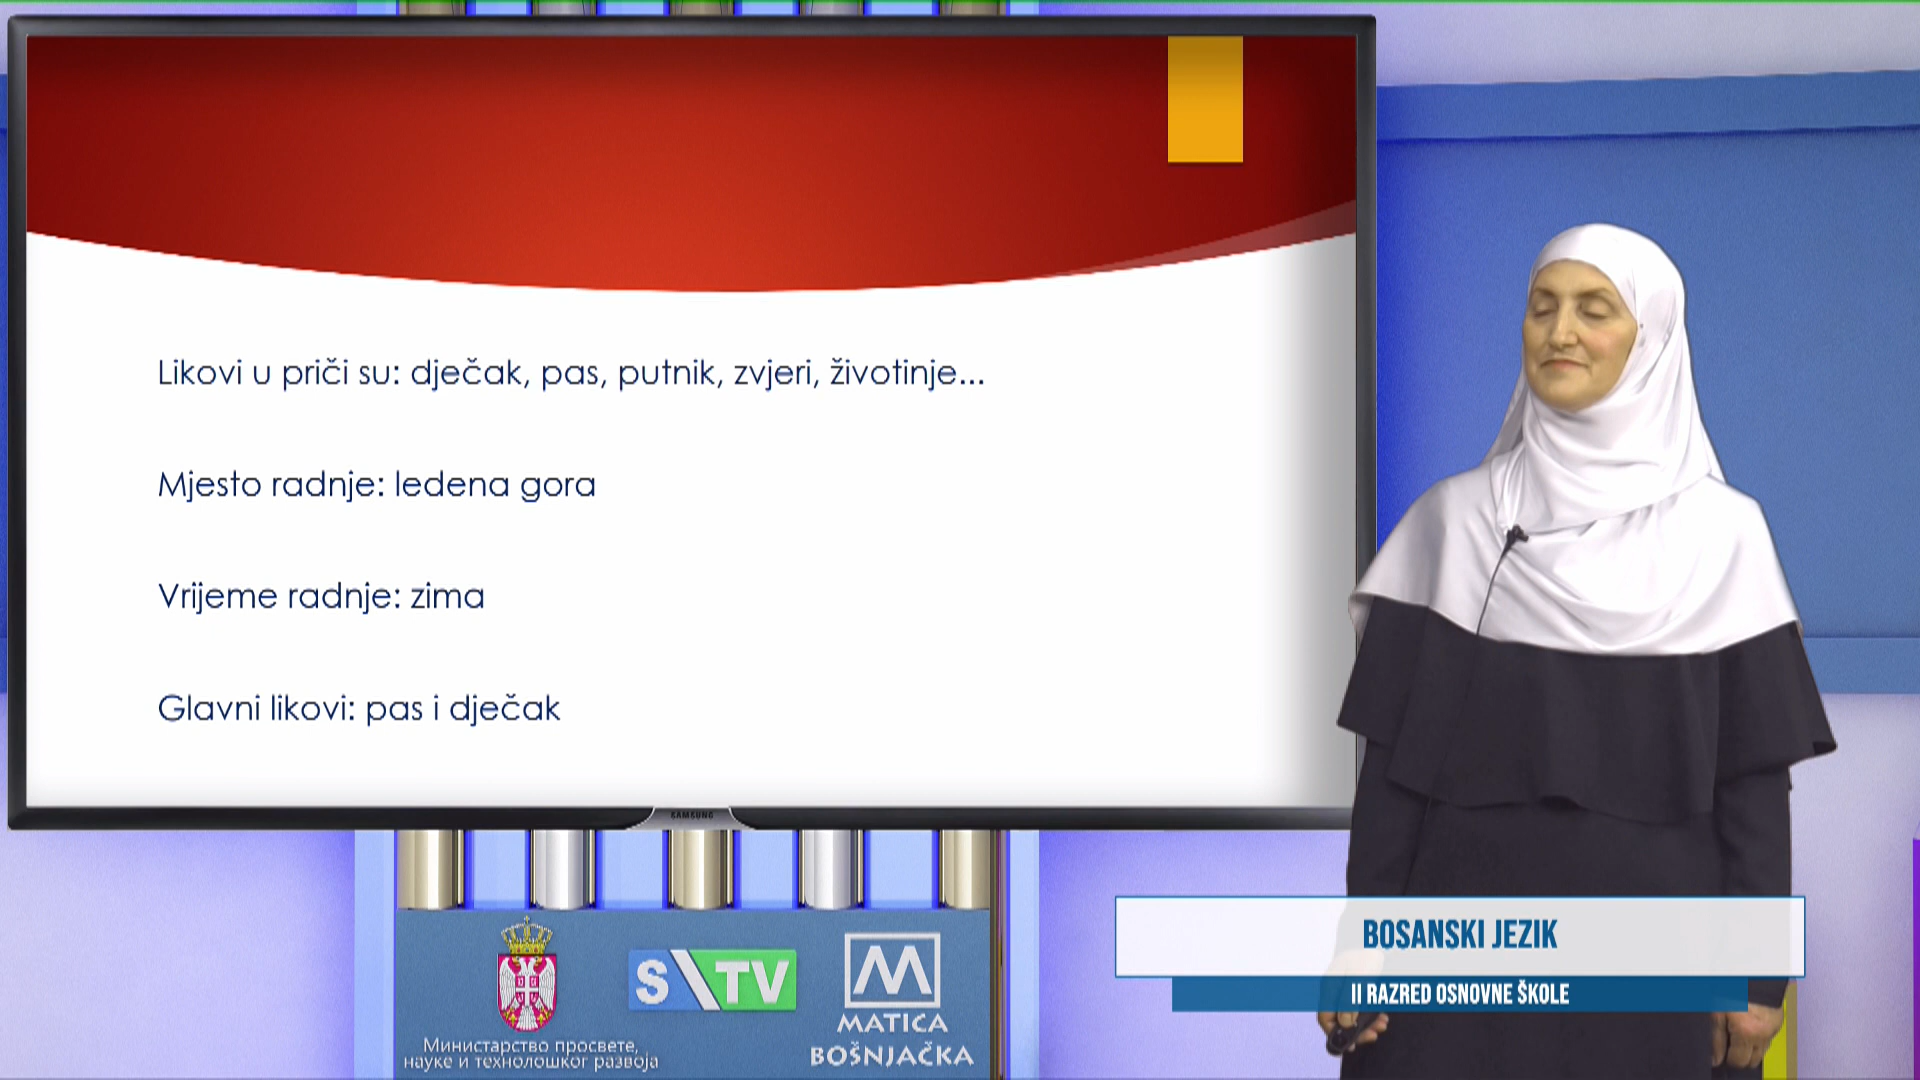 Likovi u priči su: dječak, pas, putnik, zvjeri, životinje...
Mjesto radnje: ledena gora
Vrijeme radnje: zima
Glavni likovi: pas i dječak
SAMSUNG
BOSANSKI JEZIK
II RAZRED OSNOVNE ŠKOLE
Министарство просвете,
науке и технолошког развоја
S TV
MATICA
BOŠNJAČKA